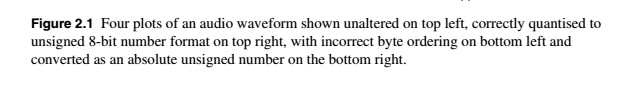 Figure 2.1 Four plots of an audio waveform shown unaltered on top left, correctly quantised to
unsigned 8-bit number format on top right, with incorrect byte ordering on bottom left and
converted as an absolute unsigned number on the bottom right.